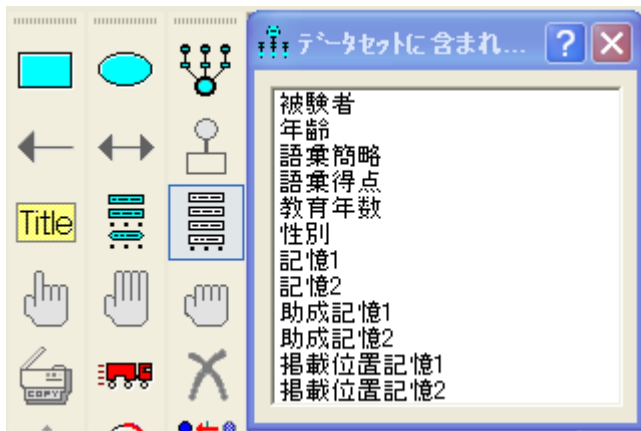 データセットに含まれ...
Title
COPY
被験者
年齢
語彙簡略
語彙得点
教育年数
性別
記憶1
記憶2
助成記憶1
助成記憶2
掲載位置記憶1
掲載位置記憶2